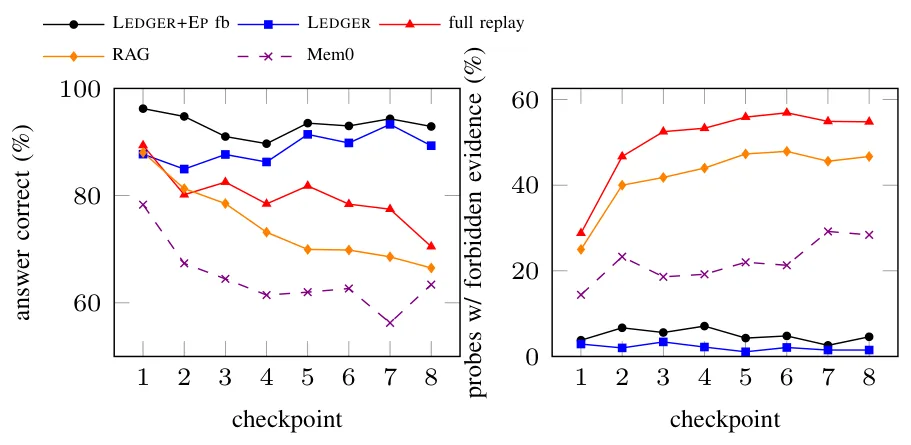 LEDGER+EP fb LEDGER full replay
RAG Mem0
answer correct (%)
100
80
60
1 2 3 4 5 6 7 8
checkpoint
probes w/ forbidden evidence (%)
60
40
20
0
1 2 3 4 5 6 7 8
checkpoint